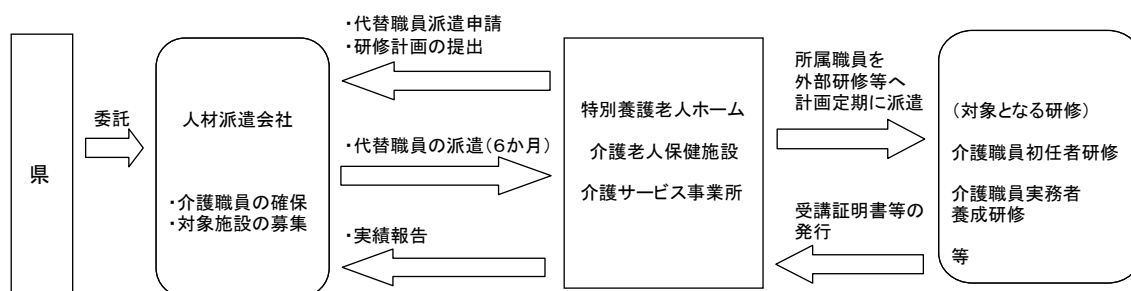 県
委託
人材派遣会社
・介護職員の確保
・対象施設の募集
・代替職員派遣申請
・研修計画の提出
・代替職員の派遣(6か月)
・実績報告
特別養護老人ホーム
介護老人保健施設
介護サービス事業所
所属職員を
外部研修等へ
計画定期に派遣
受講証明書等の
発行
(対象となる研修)
介護職員初任者研修
介護職員実務者
養成研修
等